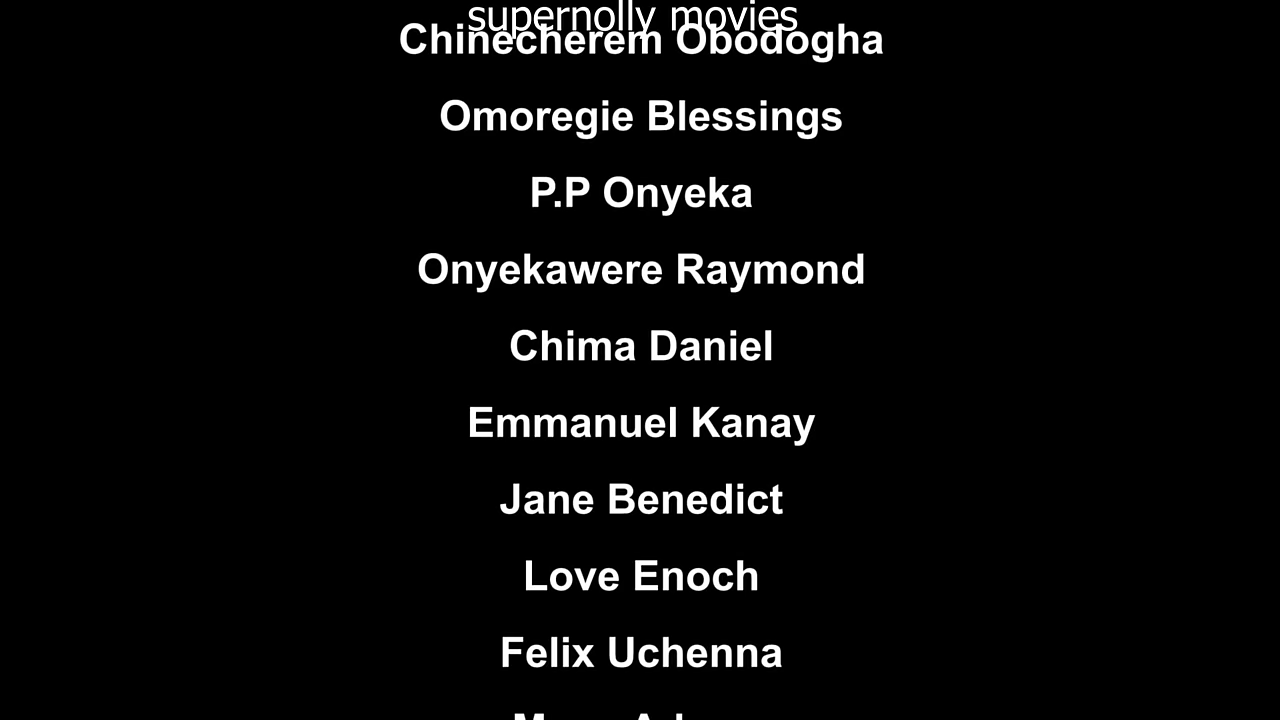 supernolly movies
Chinecherem Obodogha
Omoregie Blessings
P.P Onyeka
Onyekawere Raymond
Chima Daniel
Emmanuel Kanay
Jane Benedict
Love Enoch
Felix Uchenna